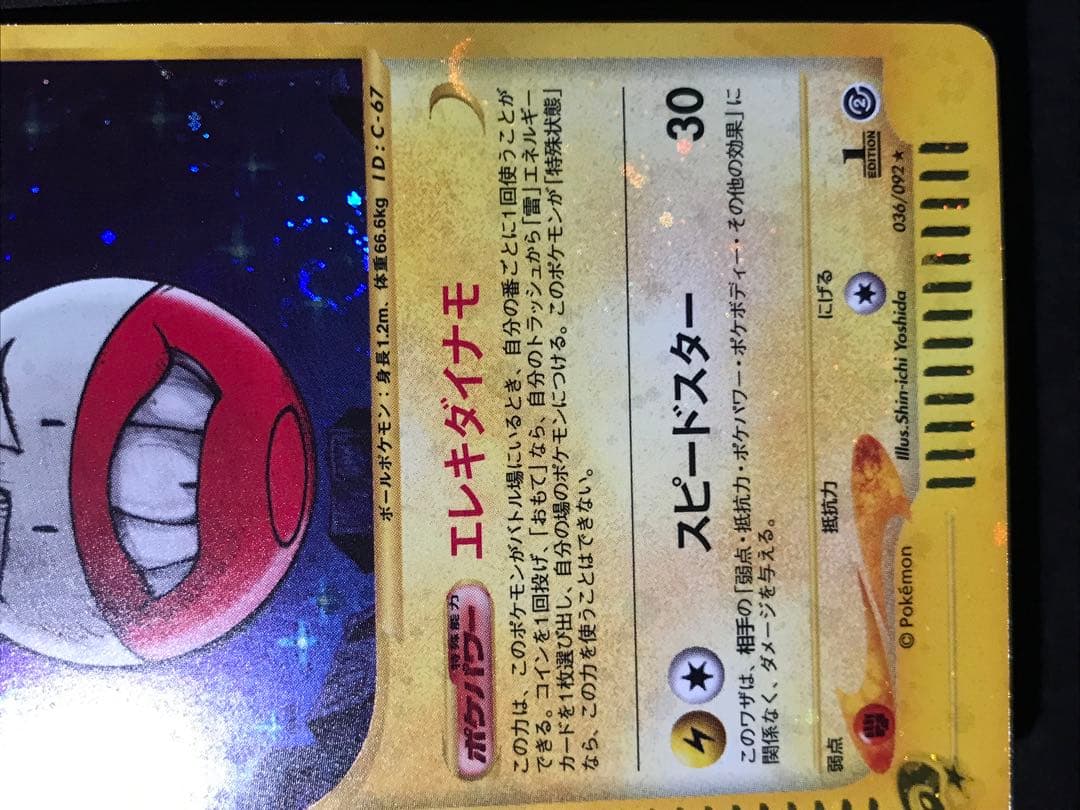 ボールポケモン：身長1.2m、体重66.6kg ID:C-67
ポケパワー 特殊能力 エレキダイナモ
この力は、このポケモンがバトル場にいるとき、自分の番ごとに1回使うことが
できる。コインを1回投げ、「おもて」なら、自分のトラッシュから「雷」エネルギー
カードを1枚選び出し、自分の場のポケモンにつける。このポケモンが「特殊状態」
なら、この力を使うことはできない。
スピードスター 30
このワザは、相手の「弱点・抵抗力・ポケパワー・ポケボディー・その他の効果」に
関係なく、ダメージを与える。
弱点 抵抗力 にげる
1 EDITION
© Pokémon Illus.Shin-ichi Yoshida 036/092★